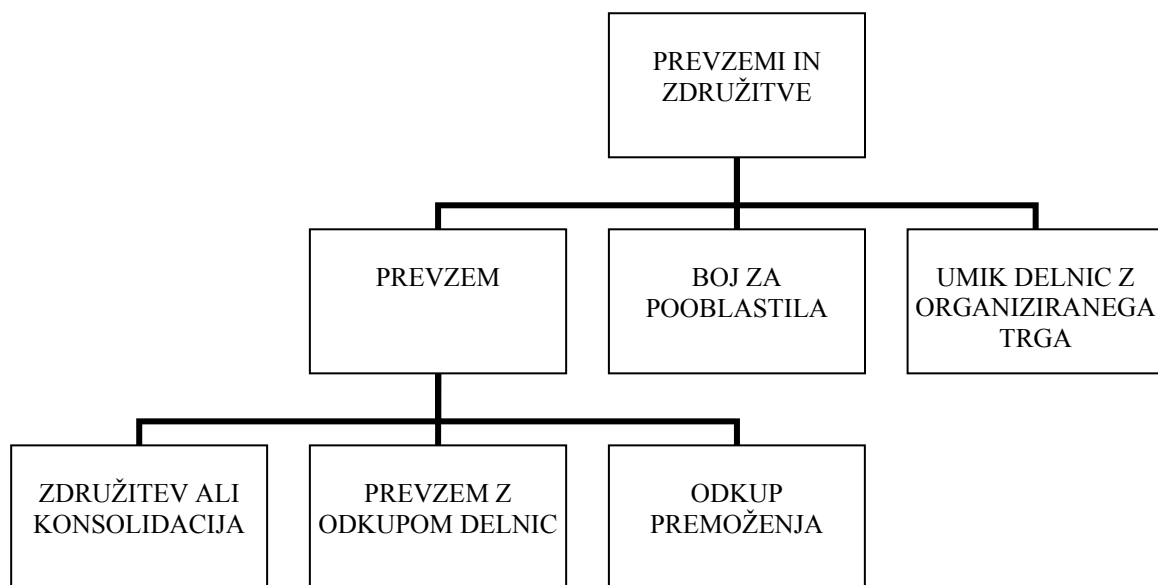 PREVZEMI IN
ZDRUŽITVE
PREVZEM
BOJ ZA
POOBLASTILA
UMIK DELNIC Z
ORGANIZIRANEGA
TRGA
ZDRUŽITEV ALI
KONSOLIDACIJA
PREVZEM Z
ODKUPOM DELNIC
ODKUP
PREMOŽENJA